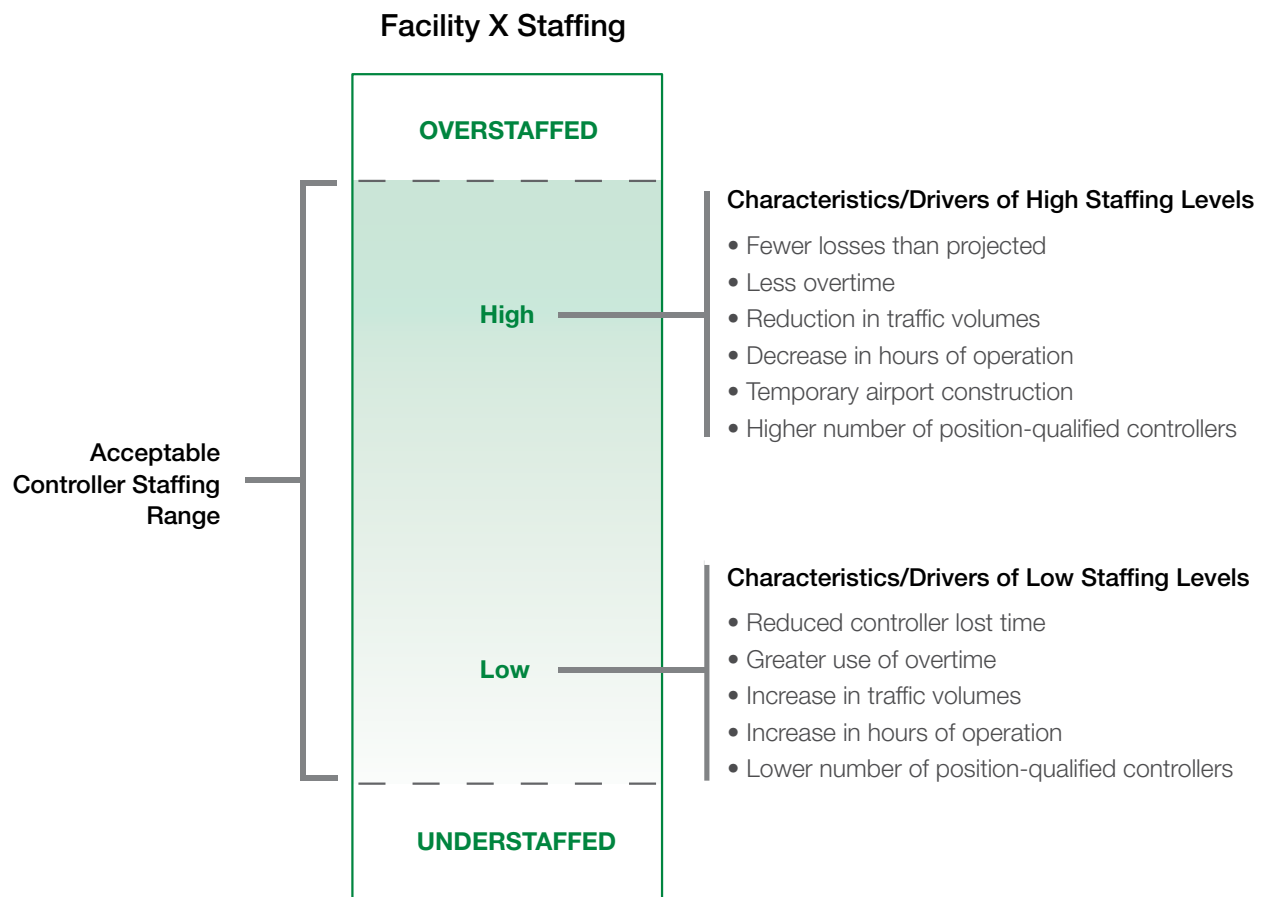 Facility X Staffing
OVERSTAFFED
High
Acceptable
Controller Staffing
Range
Low
UNDERSTAFFED
Characteristics/Drivers of High Staffing Levels
• Fewer losses than projected
• Less overtime
• Reduction in traffic volumes
• Decrease in hours of operation
• Temporary airport construction
• Higher number of position-qualified controllers
Characteristics/Drivers of Low Staffing Levels
• Reduced controller lost time
• Greater use of overtime
• Increase in traffic volumes
• Increase in hours of operation
• Lower number of position-qualified controllers